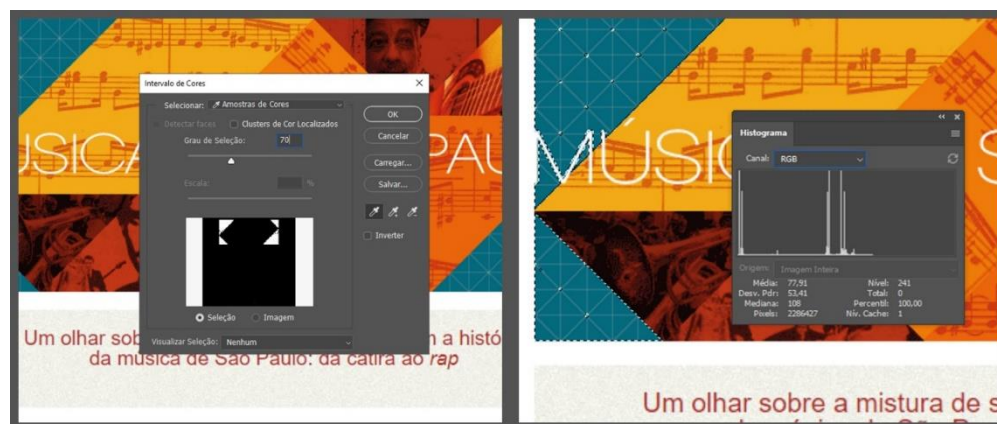 USICA
PAU
Intervalo de Cores
Selecionar: Amostras de Cores
Detectar faces
Clusters de Cor Localizados
Grau de Seleção: 70
Escala: %
OK
Cancelar
Carregar...
Salvar...
Inverter
Seleção
Imagem
Visualizar Seleção: Nenhum
Um olhar sob
m a histó
da música de São Paulo: da catira ao rap
MUSIC
S
Histograma
Canal: RGB
Origem: Imagem Inteira
Média: 77,91 Nível: 241
Desv. Pdr: 53,41 Total: 0
Mediana: 108 Percentil: 100,00
Pixels: 2286427 Nív. Cache: 1
Um olhar sobre a mistura de s